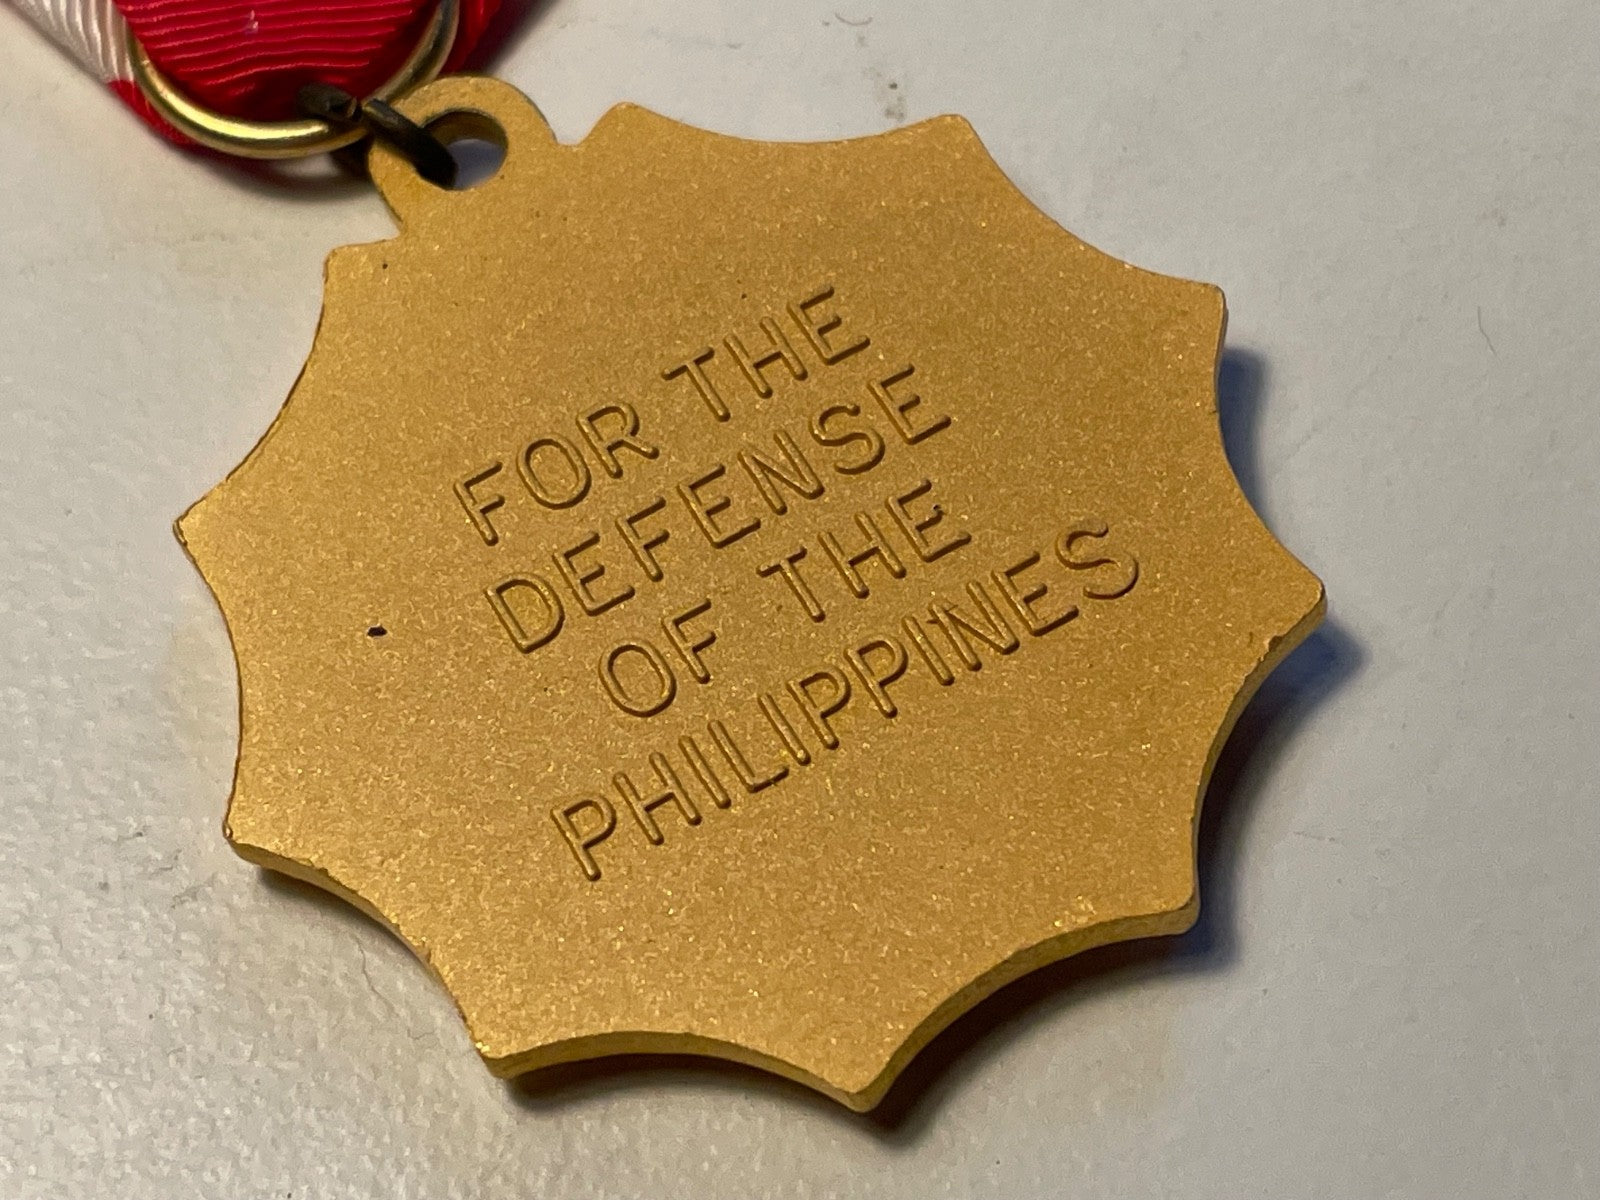 FOR THE
DEFENSE
OF THE
PHILIPPINES